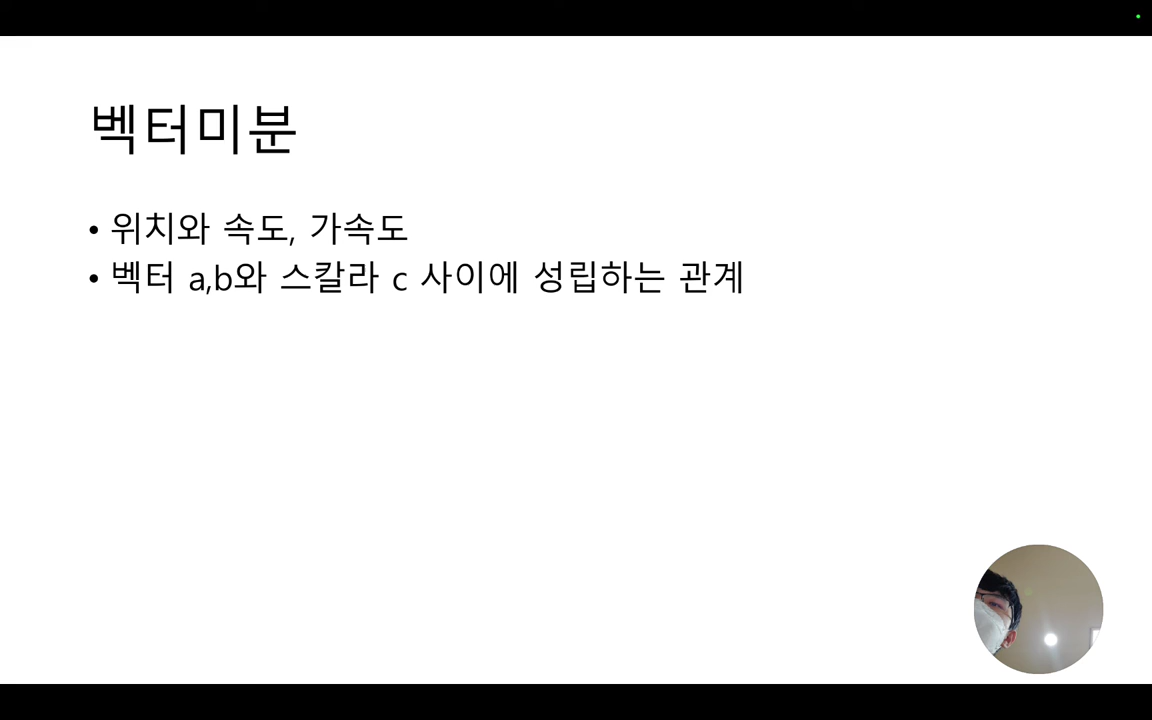 벡터미분
• 위치와 속도, 가속도
• 벡터 a,b와 스칼라 c 사이에 성립하는 관계